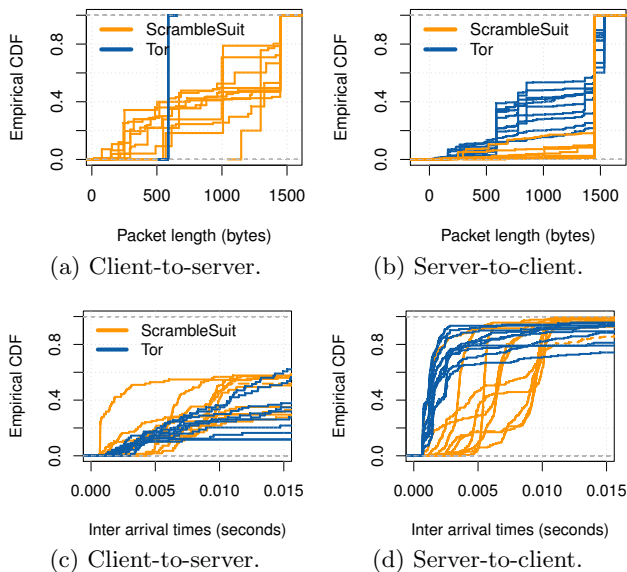 ScrambleSuit
Tor
Empirical CDF
0.0 0.4 0.8
0 500 1000 1500
Packet length (bytes)
(a) Client-to-server.
ScrambleSuit
Tor
Empirical CDF
0.0 0.4 0.8
0 500 1000 1500
Packet length (bytes)
(b) Server-to-client.
ScrambleSuit
Tor
Empirical CDF
0.0 0.4 0.8
0.000 0.005 0.010 0.015
Inter arrival times (seconds)
(c) Client-to-server.
Empirical CDF
0.0 0.4 0.8
0.000 0.005 0.010 0.015
Inter arrival times (seconds)
(d) Server-to-client.